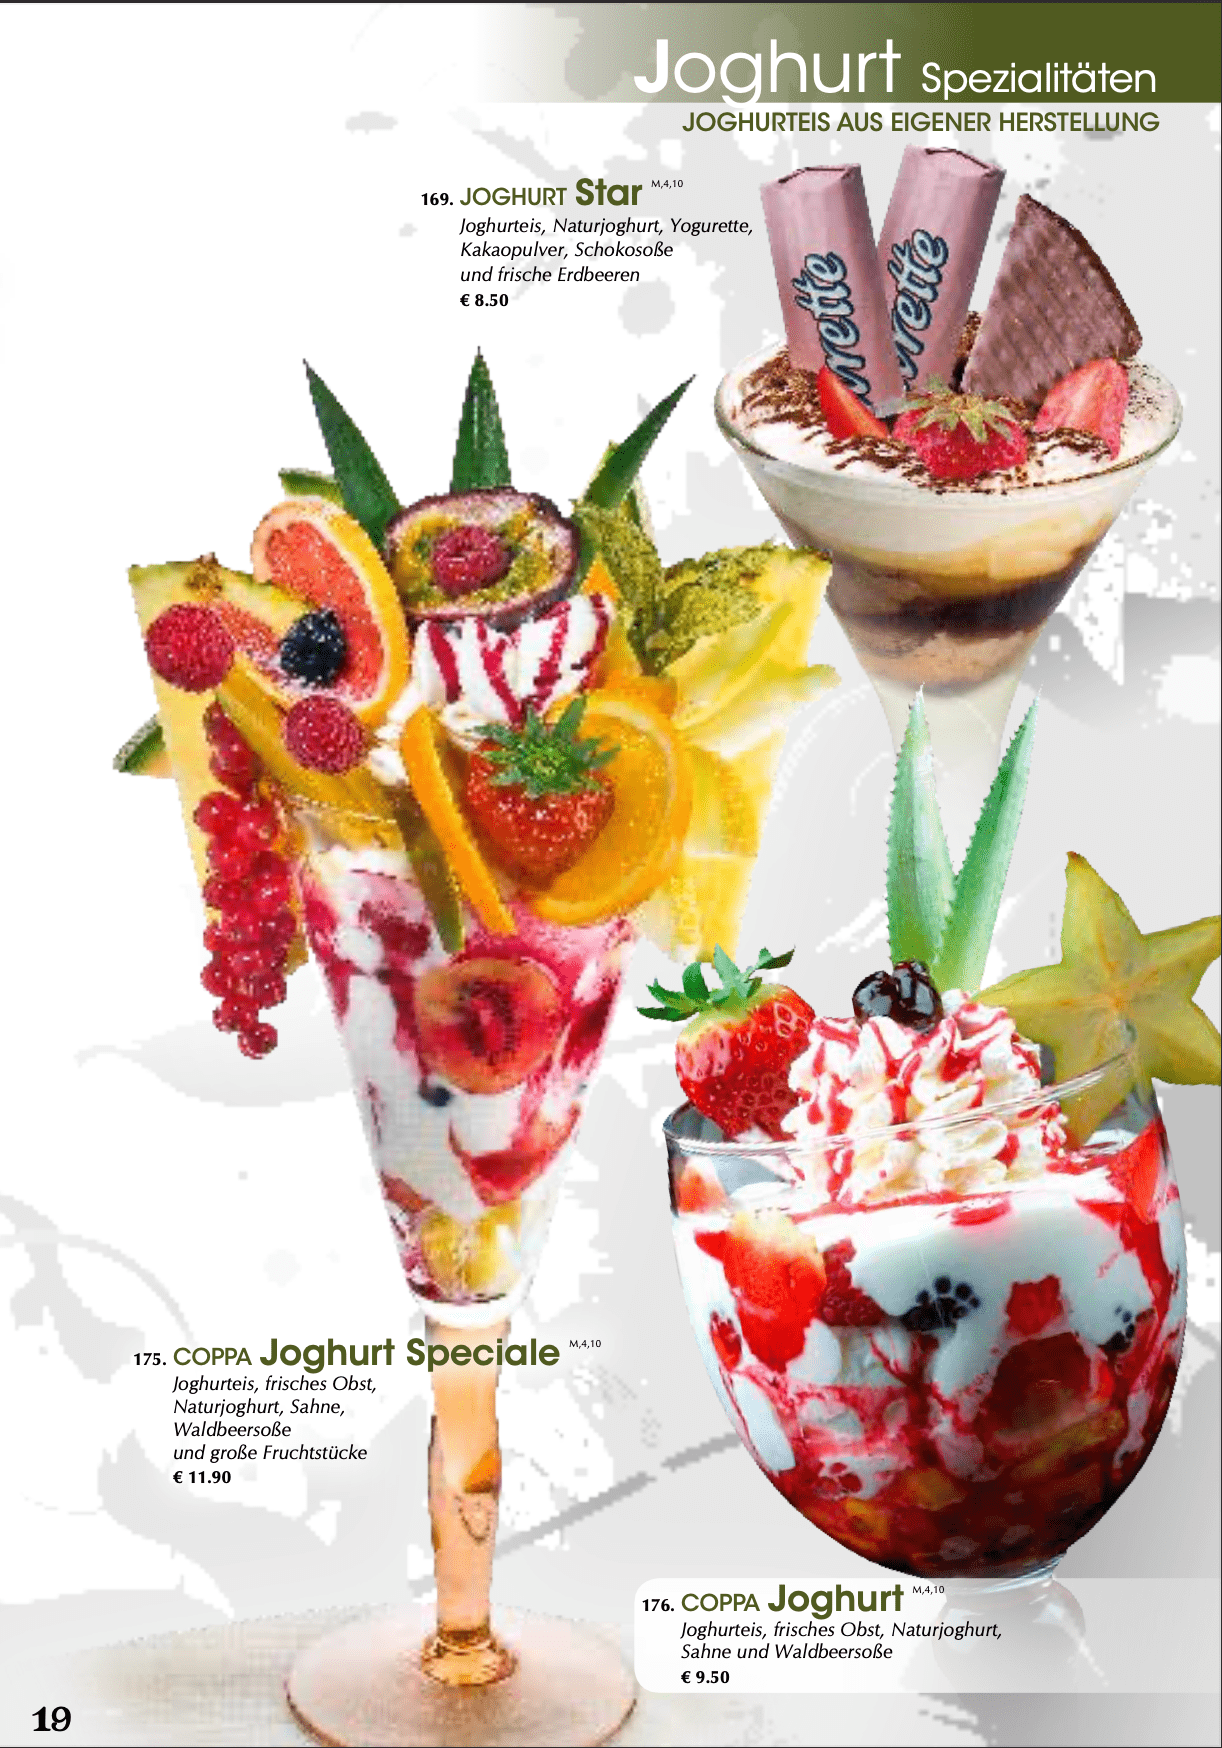 Joghurt Spezialitäten
JOGHURTEIS AUS EIGENER HERSTELLUNG
169. JOGHURT Star M,4,10
Joghurteis, Naturjoghurt, Yogurette,
Kakaopulver, Schokosoße
und frische Erdbeeren
€ 8.50
rette
rette
175. COPPA Joghurt Speciale M,4,10
Joghurteis, frisches Obst,
Naturjoghurt, Sahne,
Waldbeersoße
und große Fruchtstücke
€ 11.90
176. COPPA Joghurt M,4,10
Joghurteis, frisches Obst, Naturjoghurt,
Sahne und Waldbeersoße
€ 9.50
19